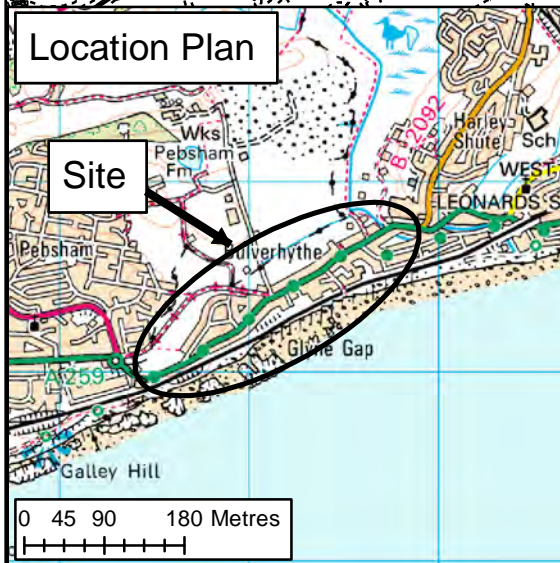 Location Plan
Wks
Pebsham
Fm
Site
B 2092
Harley
Shute
Sch
WEST
LEONARDS S
Pebsham
Bulverhythe
Glyne Gap
A 259
Galley Hill
0 45 90 180 Metres